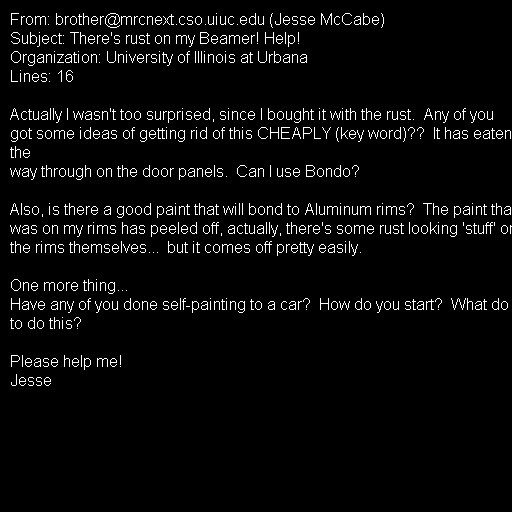 From: brother@mrcnext.cso.uiuc.edu (Jesse McCabe)
Subject: There's rust on my Beamer! Help!
Organization: University of Illinois at Urbana
Lines: 16

Actually I wasn't too surprised, since I bought it with the rust.  Any of you
got some ideas of getting rid of this CHEAPLY (key word)??  It has eaten
the
way through on the door panels.  Can I use Bondo?

Also, is there a good paint that will bond to Aluminum rims?  The paint tha
was on my rims has peeled off, actually, there's some rust looking 'stuff' on
the rims themselves...  but it comes off pretty easily.

One more thing...
Have any of you done self-painting to a car?  How do you start?  What do
to do this?

Please help me!
Jesse